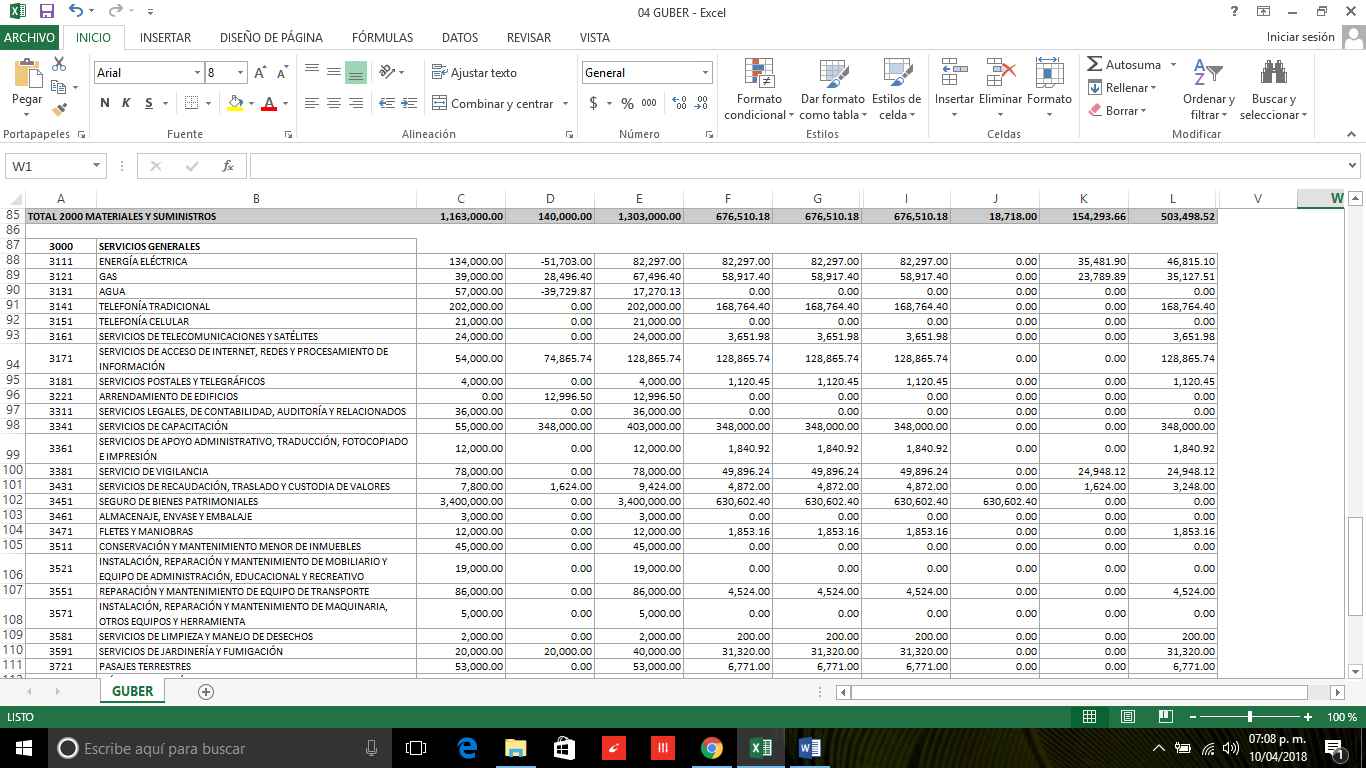 04 GUBER - Excel
ARCHIVO INICIO INSERTAR DISEÑO DE PÁGINA FÓRMULAS DATOS REVISAR VISTA Iniciar sesión
Pegar
Portapapeles
Arial 8
N K S
Fuente
Ajustar texto
Combinar y centrar
Alineación
General
$ % 000
Número
Formato condicional
Dar formato como tabla
Estilos de celda
Estilos
Insertar Eliminar Formato
Celdas
Autosuma
Rellenar
Borrar
Ordenar y filtrar
Buscar y seleccionar
Modificar
W1 fx
A B C D E F G I J K L V W
85 TOTAL 2000 MATERIALES Y SUMINISTROS 1,163,000.00 140,000.00 1,303,000.00 676,510.18 676,510.18 676,510.18 18,718.00 154,293.66 503,498.52
86
87 3000 SERVICIOS GENERALES
88 3111 ENERGÍA ELÉCTRICA 134,000.00 -51,703.00 82,297.00 82,297.00 82,297.00 82,297.00 0.00 35,481.90 46,815.10
89 3121 GAS 39,000.00 28,496.40 67,496.40 58,917.40 58,917.40 58,917.40 0.00 23,789.89 35,127.51
90 3131 AGUA 57,000.00 -39,729.87 17,270.13 0.00 0.00 0.00 0.00 0.00 0.00
91 3141 TELEFONÍA TRADICIONAL 202,000.00 0.00 202,000.00 168,764.40 168,764.40 168,764.40 0.00 0.00 168,764.40
92 3151 TELEFONÍA CELULAR 21,000.00 0.00 21,000.00 0.00 0.00 0.00 0.00 0.00 0.00
93 3161 SERVICIOS DE TELECOMUNICACIONES Y SATÉLITES 24,000.00 0.00 24,000.00 3,651.98 3,651.98 3,651.98 0.00 0.00 3,651.98
94 3171 SERVICIOS DE ACCESO DE INTERNET, REDES Y PROCESAMIENTO DE
INFORMACIÓN 54,000.00 74,865.74 128,865.74 128,865.74 128,865.74 128,865.74 0.00 0.00 128,865.74
95 3181 SERVICIOS POSTALES Y TELEGRÁFICOS 4,000.00 0.00 4,000.00 1,120.45 1,120.45 1,120.45 0.00 0.00 1,120.45
96 3221 ARRENDAMIENTO DE EDIFICIOS 0.00 12,996.50 12,996.50 0.00 0.00 0.00 0.00 0.00 0.00
97 3311 SERVICIOS LEGALES, DE CONTABILIDAD, AUDITORÍA Y RELACIONADOS 36,000.00 0.00 36,000.00 0.00 0.00 0.00 0.00 0.00 0.00
98 3341 SERVICIOS DE CAPACITACIÓN 55,000.00 348,000.00 403,000.00 348,000.00 348,000.00 348,000.00 0.00 0.00 348,000.00
99 3361 SERVICIOS DE APOYO ADMINISTRATIVO, TRADUCCIÓN, FOTOCOPIADO
E IMPRESIÓN 12,000.00 0.00 12,000.00 1,840.92 1,840.92 1,840.92 0.00 0.00 1,840.92
100 3381 SERVICIO DE VIGILANCIA 78,000.00 0.00 78,000.00 49,896.24 49,896.24 49,896.24 0.00 24,948.12 24,948.12
101 3431 SERVICIOS DE RECAUDACIÓN, TRASLADO Y CUSTODIA DE VALORES 7,800.00 1,624.00 9,424.00 4,872.00 4,872.00 4,872.00 0.00 1,624.00 3,248.00
102 3451 SEGURO DE BIENES PATRIMONIALES 3,400,000.00 0.00 3,400,000.00 630,602.40 630,602.40 630,602.40 630,602.40 0.00 0.00
103 3461 ALMACENAJE, ENVASE Y EMBALAJE 3,000.00 0.00 3,000.00 0.00 0.00 0.00 0.00 0.00 0.00
104 3471 FLETES Y MANIOBRAS 12,000.00 0.00 12,000.00 1,853.16 1,853.16 1,853.16 0.00 0.00 1,853.16
105 3511 CONSERVACIÓN Y MANTENIMIENTO MENOR DE INMUEBLES 45,000.00 0.00 45,000.00 0.00 0.00 0.00 0.00 0.00 0.00
106 3521 INSTALACIÓN, REPARACIÓN Y MANTENIMIENTO DE MOBILIARIO Y
EQUIPO DE ADMINISTRACIÓN, EDUCACIONAL Y RECREATIVO 19,000.00 0.00 19,000.00 0.00 0.00 0.00 0.00 0.00 0.00
107 3551 REPARACIÓN Y MANTENIMIENTO DE EQUIPO DE TRANSPORTE 86,000.00 0.00 86,000.00 4,524.00 4,524.00 4,524.00 0.00 0.00 4,524.00
108 3571 INSTALACIÓN, REPARACIÓN Y MANTENIMIENTO DE MAQUINARIA,
OTROS EQUIPOS Y HERRAMIENTA 5,000.00 0.00 5,000.00 0.00 0.00 0.00 0.00 0.00 0.00
109 3581 SERVICIOS DE LIMPIEZA Y MANEJO DE DESECHOS 2,000.00 0.00 2,000.00 200.00 200.00 200.00 0.00 0.00 200.00
110 3591 SERVICIOS DE JARDINERÍA Y FUMIGACIÓN 20,000.00 20,000.00 40,000.00 31,320.00 31,320.00 31,320.00 0.00 0.00 31,320.00
111 3721 PASAJES TERRESTRES 53,000.00 0.00 53,000.00 6,771.00 6,771.00 6,771.00 0.00 0.00 6,771.00
GUBER
LISTO 100 %
Escribe aquí para buscar
07:08 p. m.
10/04/2018
1